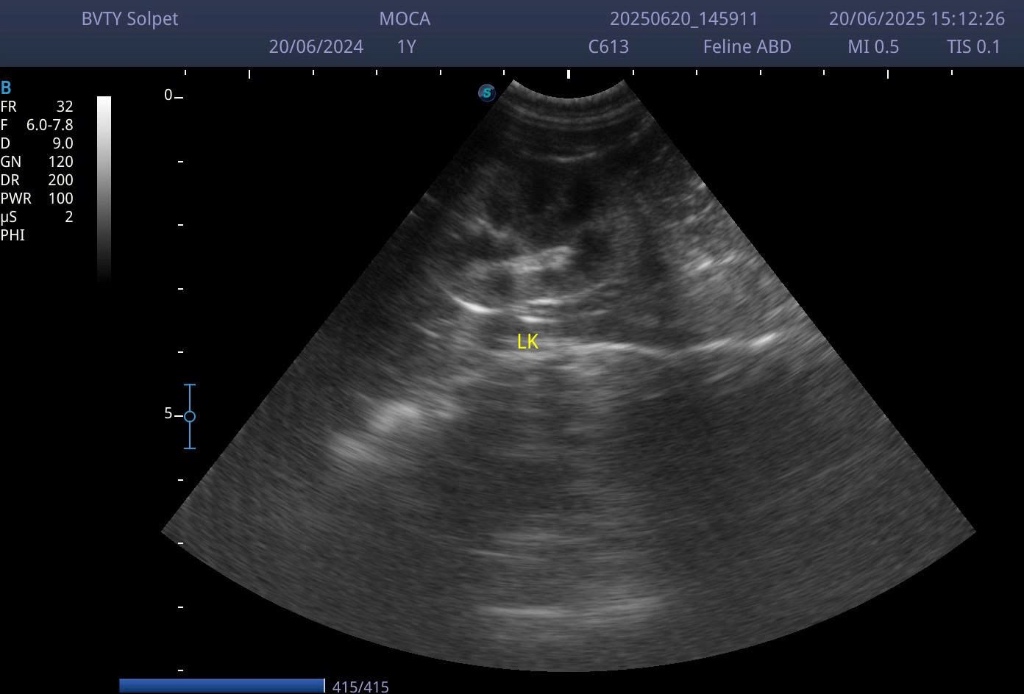 BVTY Solpet MOCA 20250620_145911 20/06/2025 15:12:26
20/06/2024 1Y C613 Feline ABD MI 0.5 TIS 0.1
B
FR 32
F 6.0-7.8
D 9.0
GN 120
DR 200
PWR 100
µS 2
PHI
0
S
LK
5
415/415